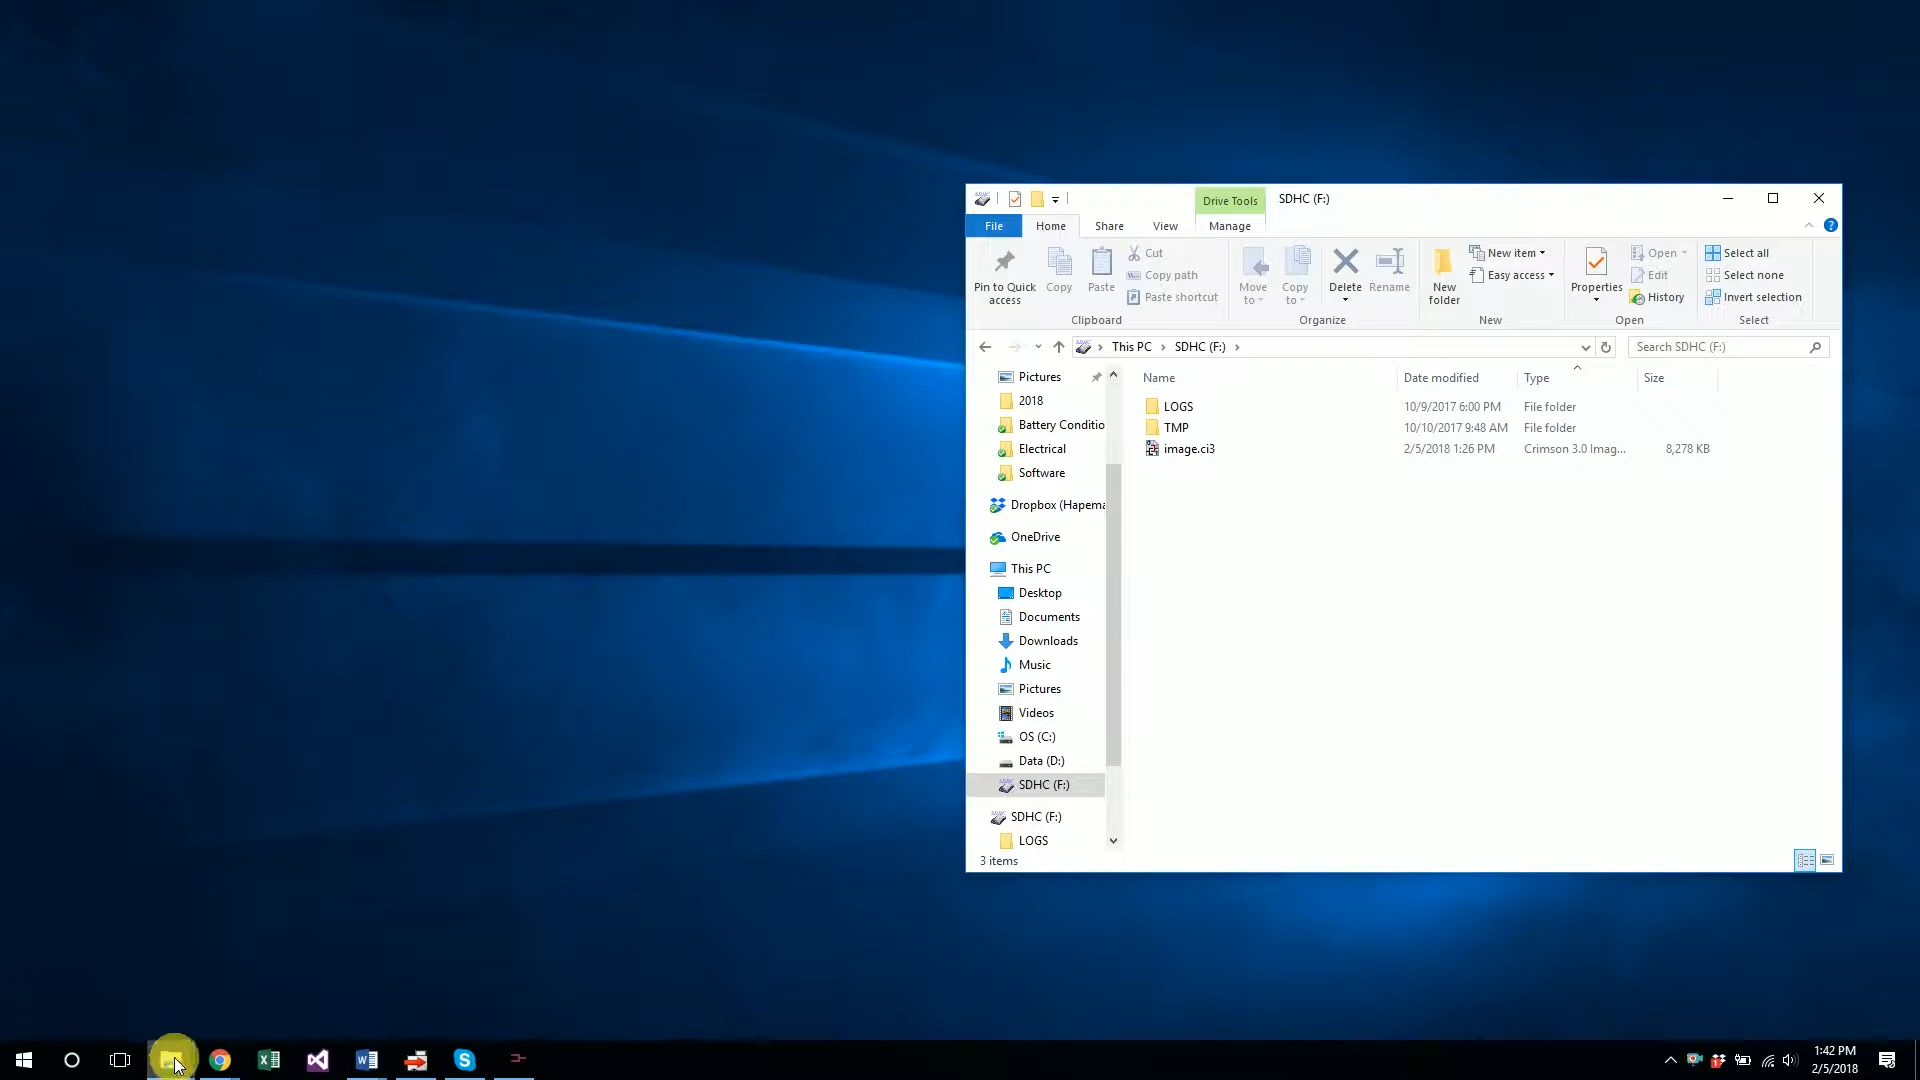 SDHC
Drive Tools
SDHC (F:)
File
Home
Share
View
Manage
Pin to Quick access
Copy
Paste
Cut
Copy path
Paste shortcut
Clipboard
Move to
Copy to
Delete
Rename
Organize
New folder
New item
Easy access
New
Properties
Open
Edit
History
Open
Select all
Select none
Invert selection
Select
This PC
SDHC (F:)
Search SDHC (F:)
Name
Date modified
Type
Size
LOGS 10/9/2017 6:00 PM File folder
TMP 10/10/2017 9:48 AM File folder
image.ci3 2/5/2018 1:26 PM Crimson 3.0 Imag... 8,278 KB
Pictures
2018
Battery Conditio
Electrical
Software
Dropbox (Hapema
OneDrive
This PC
Desktop
Documents
Downloads
Music
Pictures
Videos
OS (C:)
Data (D:)
SDHC (F:)
SDHC (F:)
LOGS
3 items
1:42 PM
2/5/2018